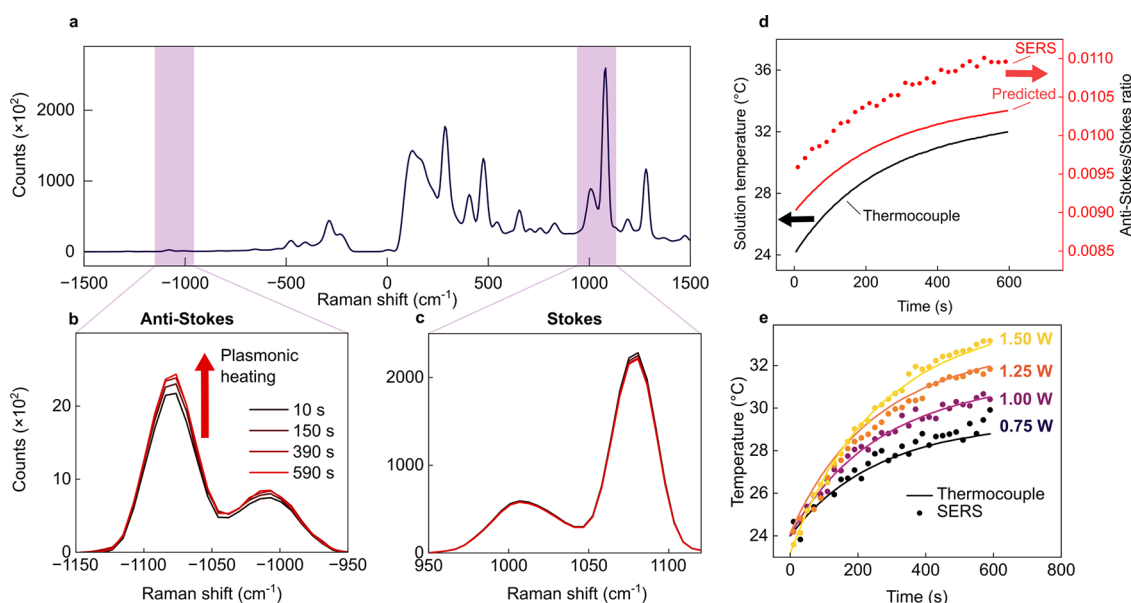 a
Counts (×10²)
2000
1000
0
−1500
−1000
−500
0
500
1000
1500
Raman shift (cm⁻¹)
b
Anti-Stokes
Plasmonic
heating
10 s
150 s
390 s
590 s
Counts (×10²)
20
10
0
−1150
−1100
−1050
−1000
−950
Raman shift (cm⁻¹)
c
Stokes
2000
1000
0
950
1000
1050
1100
Raman shift (cm⁻¹)
d
SERS
Predicted
Thermocouple
Solution temperature (°C)
36
32
28
24
Anti-Stokes/Stokes ratio
0.0110
0.0105
0.0100
0.0095
0.0090
0.0085
0
200
400
600
Time (s)
e
1.50 W
1.25 W
1.00 W
0.75 W
Thermocouple
SERS
Temperature (°C)
34
32
30
28
26
24
0
200
400
600
800
Time (s)